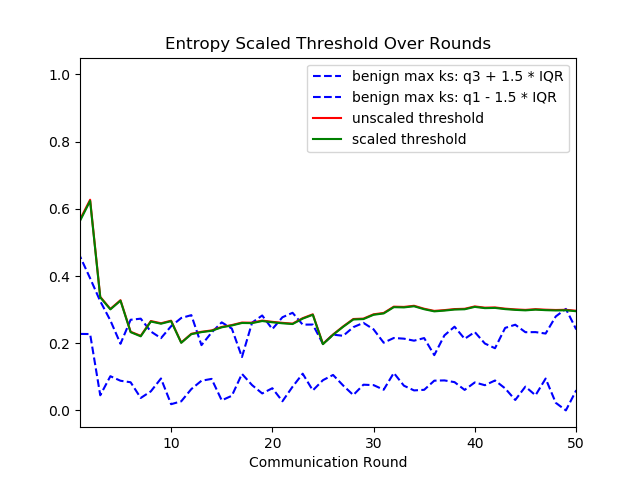 Entropy Scaled Threshold Over Rounds
benign max ks: q3 + 1.5 * IQR
benign max ks: q1 - 1.5 * IQR
unscaled threshold
scaled threshold
1.0
0.8
0.6
0.4
0.2
0.0
10
20
30
40
50
Communication Round